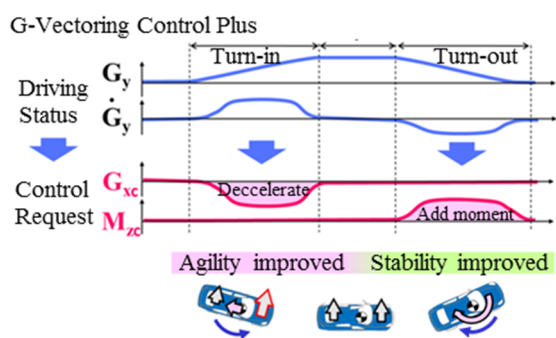 G-Vectoring Control Plus
Turn-in
Turn-out
Gy
Driving
Status
Ġy
Control
Request
Gxc
Deccelerate
Mzc
Add moment
Agility improved
Stability improved